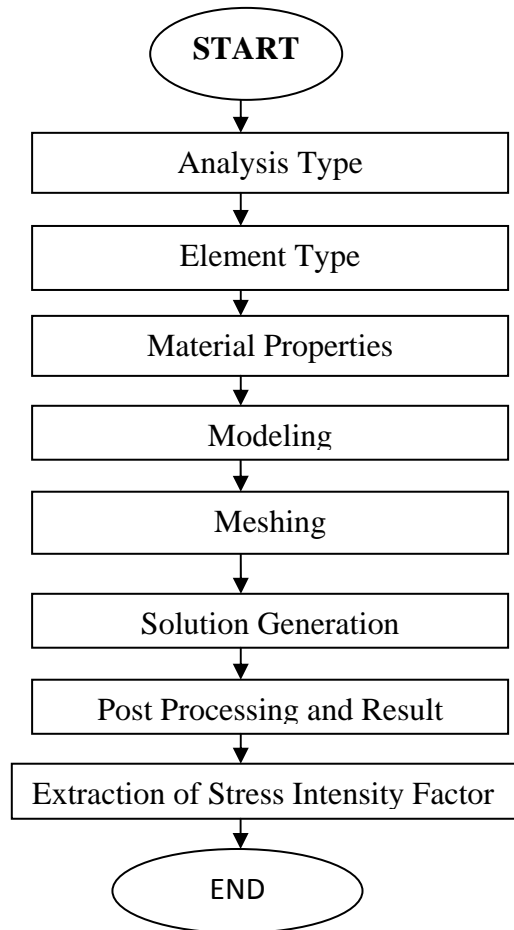 START
Analysis Type
Element Type
Material Properties
Modeling
Meshing
Solution Generation
Post Processing and Result
Extraction of Stress Intensity Factor
END